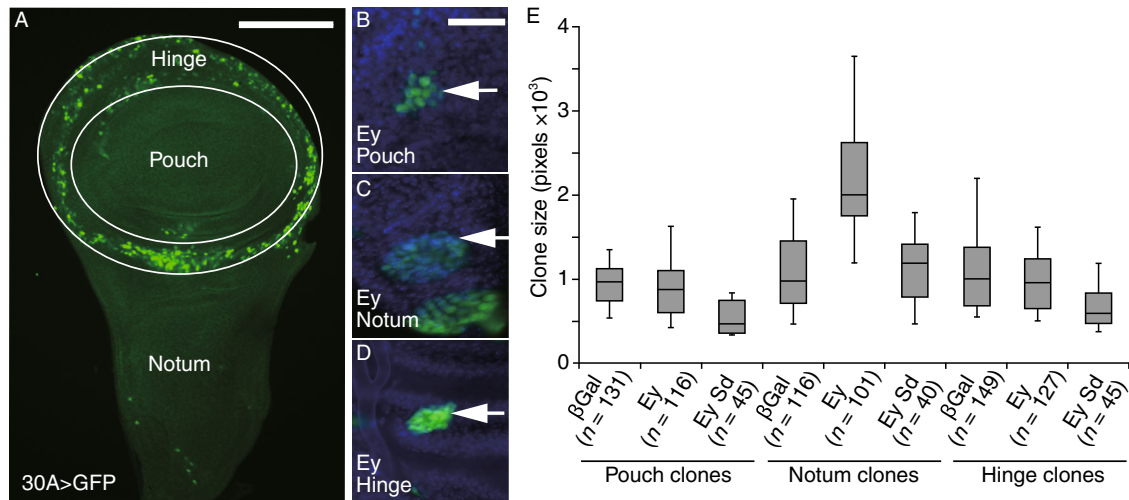 A
Hinge
Pouch
Notum
30A>GFP
B
Ey
Pouch
C
Ey
Notum
D
Ey
Hinge
E
Clone size (pixels ×10³)
4
3
2
1
0
βGal
(n = 131)
Ey
(n = 116)
Ey Sd
(n = 45)
βGal
(n = 116)
Ey
(n = 101)
Ey Sd
(n = 40)
βGal
(n = 149)
Ey
(n = 127)
Ey Sd
(n = 45)
Pouch clones
Notum clones
Hinge clones